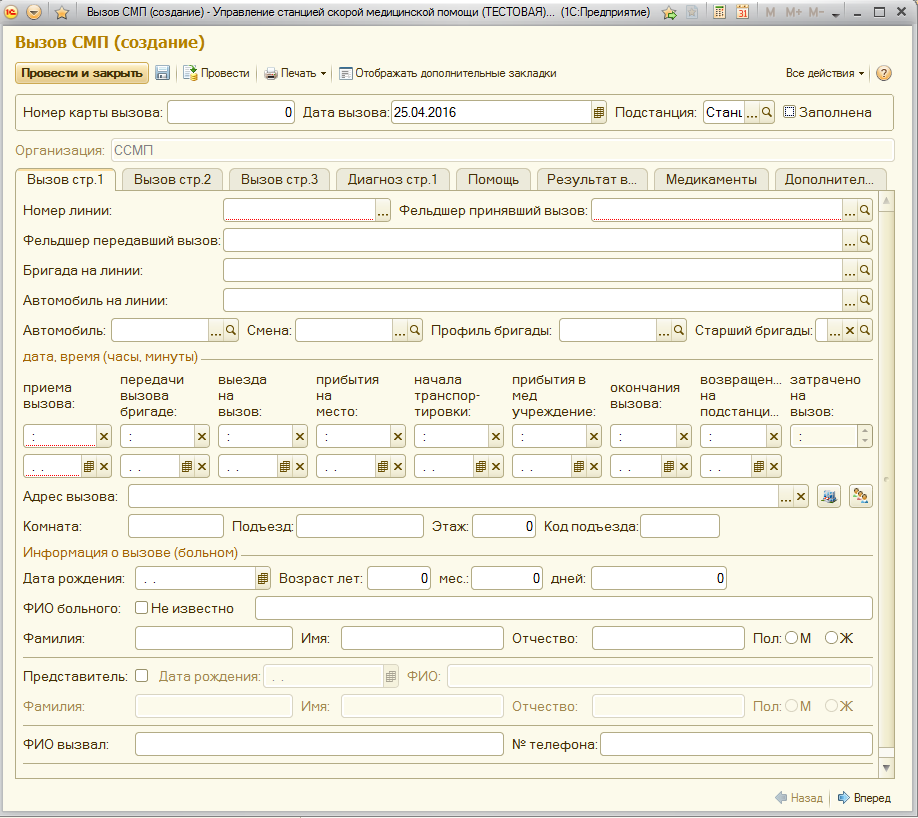 Вызов СМП (создание) - Управление станцией скорой медицинской помощи (ТЕСТОВАЯ)... (1С:Предприятие)
M M+ M-
Вызов СМП (создание)
Провести и закрыть Провести Печать Отображать дополнительные закладки Все действия ?
Номер карты вызова: 0 Дата вызова: 25.04.2016 Подстанция: Станц ... Заполнена
Организация: ССМП
Вызов стр.1 Вызов стр.2 Вызов стр.3 Диагноз стр.1 Помощь Результат в... Медикаменты Дополнител...
Номер линии: ... Фельдшер принявший вызов: ...
Фельдшер передавший вызов: ...
Бригада на линии: ...
Автомобиль на линии: ...
Автомобиль: ... Смена: ... Профиль бригады: ... Старший бригады: ...
дата, время (часы, минуты)
приема вызова: передачи вызова бригаде: выезда на вызов: прибытия на место: начала транспор-тировки: прибытия в мед учреждение: окончания вызова: возвращен... на подстанци... затрачено на вызов:
: : : : : : : : :
. . . . . . . . . . . . . . . .
Адрес вызова: ...
Комната: Подъезд: Этаж: 0 Код подъезда:
Информация о вызове (больном)
Дата рождения: . . Возраст лет: 0 мес.: 0 дней: 0
ФИО больного: Не известно
Фамилия: Имя: Отчество: Пол: М Ж
Представитель: Дата рождения: . . ФИО:
Фамилия: Имя: Отчество: Пол: М Ж
ФИО вызвал: № телефона:
Назад Вперед